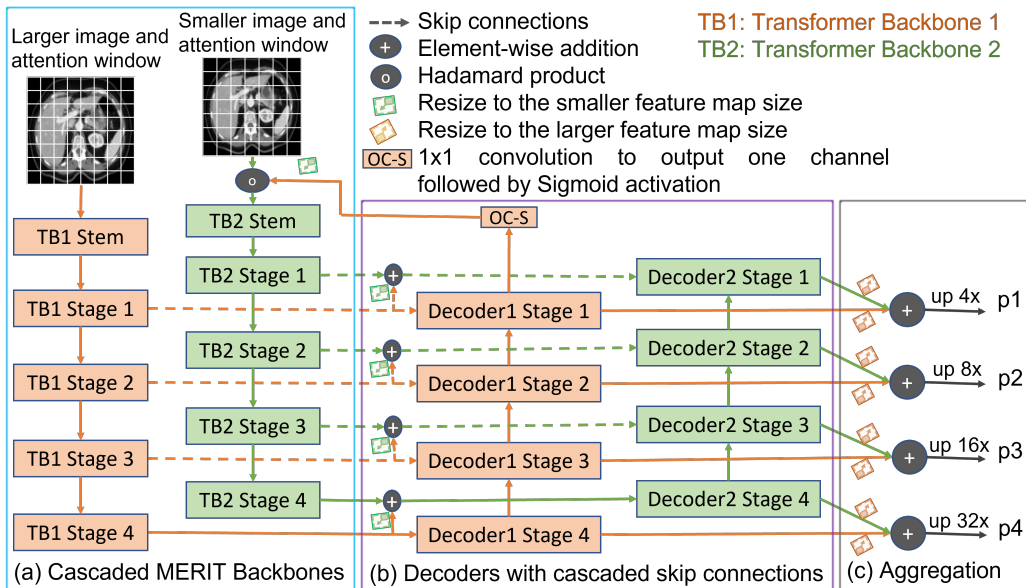 Larger image and
attention window
Smaller image and
attention window
Skip connections
+
Element-wise addition
o
Hadamard product
Resize to the smaller feature map size
Resize to the larger feature map size
OC-S
1x1 convolution to output one channel
followed by Sigmoid activation
TB1: Transformer Backbone 1
TB2: Transformer Backbone 2
o
OC-S
TB1 Stem
TB2 Stem
TB2 Stage 1
+
Decoder2 Stage 1
TB1 Stage 1
Decoder1 Stage 1
+
up 4x
p1
TB2 Stage 2
+
Decoder2 Stage 2
TB1 Stage 2
Decoder1 Stage 2
+
up 8x
p2
TB2 Stage 3
+
Decoder2 Stage 3
TB1 Stage 3
Decoder1 Stage 3
+
up 16x
p3
TB2 Stage 4
+
Decoder2 Stage 4
TB1 Stage 4
Decoder1 Stage 4
+
up 32x
p4
(a) Cascaded MERIT Backbones
(b) Decoders with cascaded skip connections
(c) Aggregation